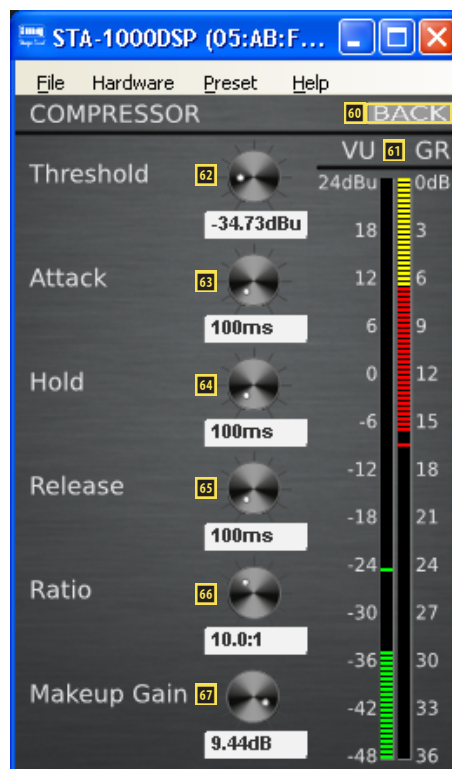 img STA-1000DSP (05:AB:F...
File Hardware Preset Help
COMPRESSOR 60 BACK
VU 61 GR
Threshold 62
24dBu 0dB
-34.73dBu
18 3
Attack 63
12 6
100ms
6 9
Hold 64
0 12
100ms
-6 15
Release 65
-12 18
100ms
-18 21
Ratio 66
-24 24
10.0:1
-30 27
-36 30
Makeup Gain 67
-42 33
9.44dB
-48 36